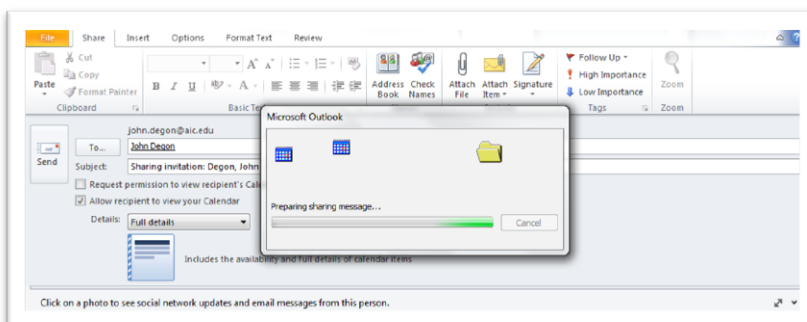 File Share Insert Options Format Text Review
Cut
Copy
Format Painter
Paste
B I U
Address Book
Check Names
Attach File
Attach Item
Signature
Follow Up
High Importance
Low Importance
Zoom
Clipboard
Basic Te
Tags
Zoom
Microsoft Outlook
Preparing sharing message...
Cancel
john.degon@aic.edu
Send
To...
John Degon
Subject:
Sharing invitation: Degon, John
Request permission to view recipient's Cal
Allow recipient to view your Calendar
Details:
Full details
Includes the availability and full details of calendar items
Click on a photo to see social network updates and email messages from this person.